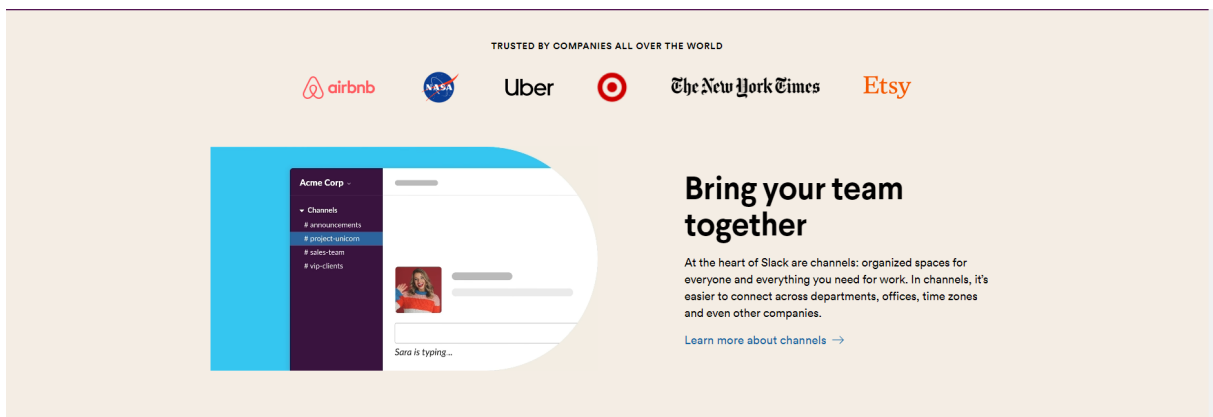 TRUSTED BY COMPANIES ALL OVER THE WORLD
airbnb
NASA
Uber
The New York Times
Etsy
Acme Corp
Channels
# announcements
# project-unicorn
# sales-team
# vip-clients
Sara is typing...
Bring your team
together
At the heart of Slack are channels: organized spaces for
everyone and everything you need for work. In channels, it's
easier to connect across departments, offices, time zones
and even other companies.
Learn more about channels →